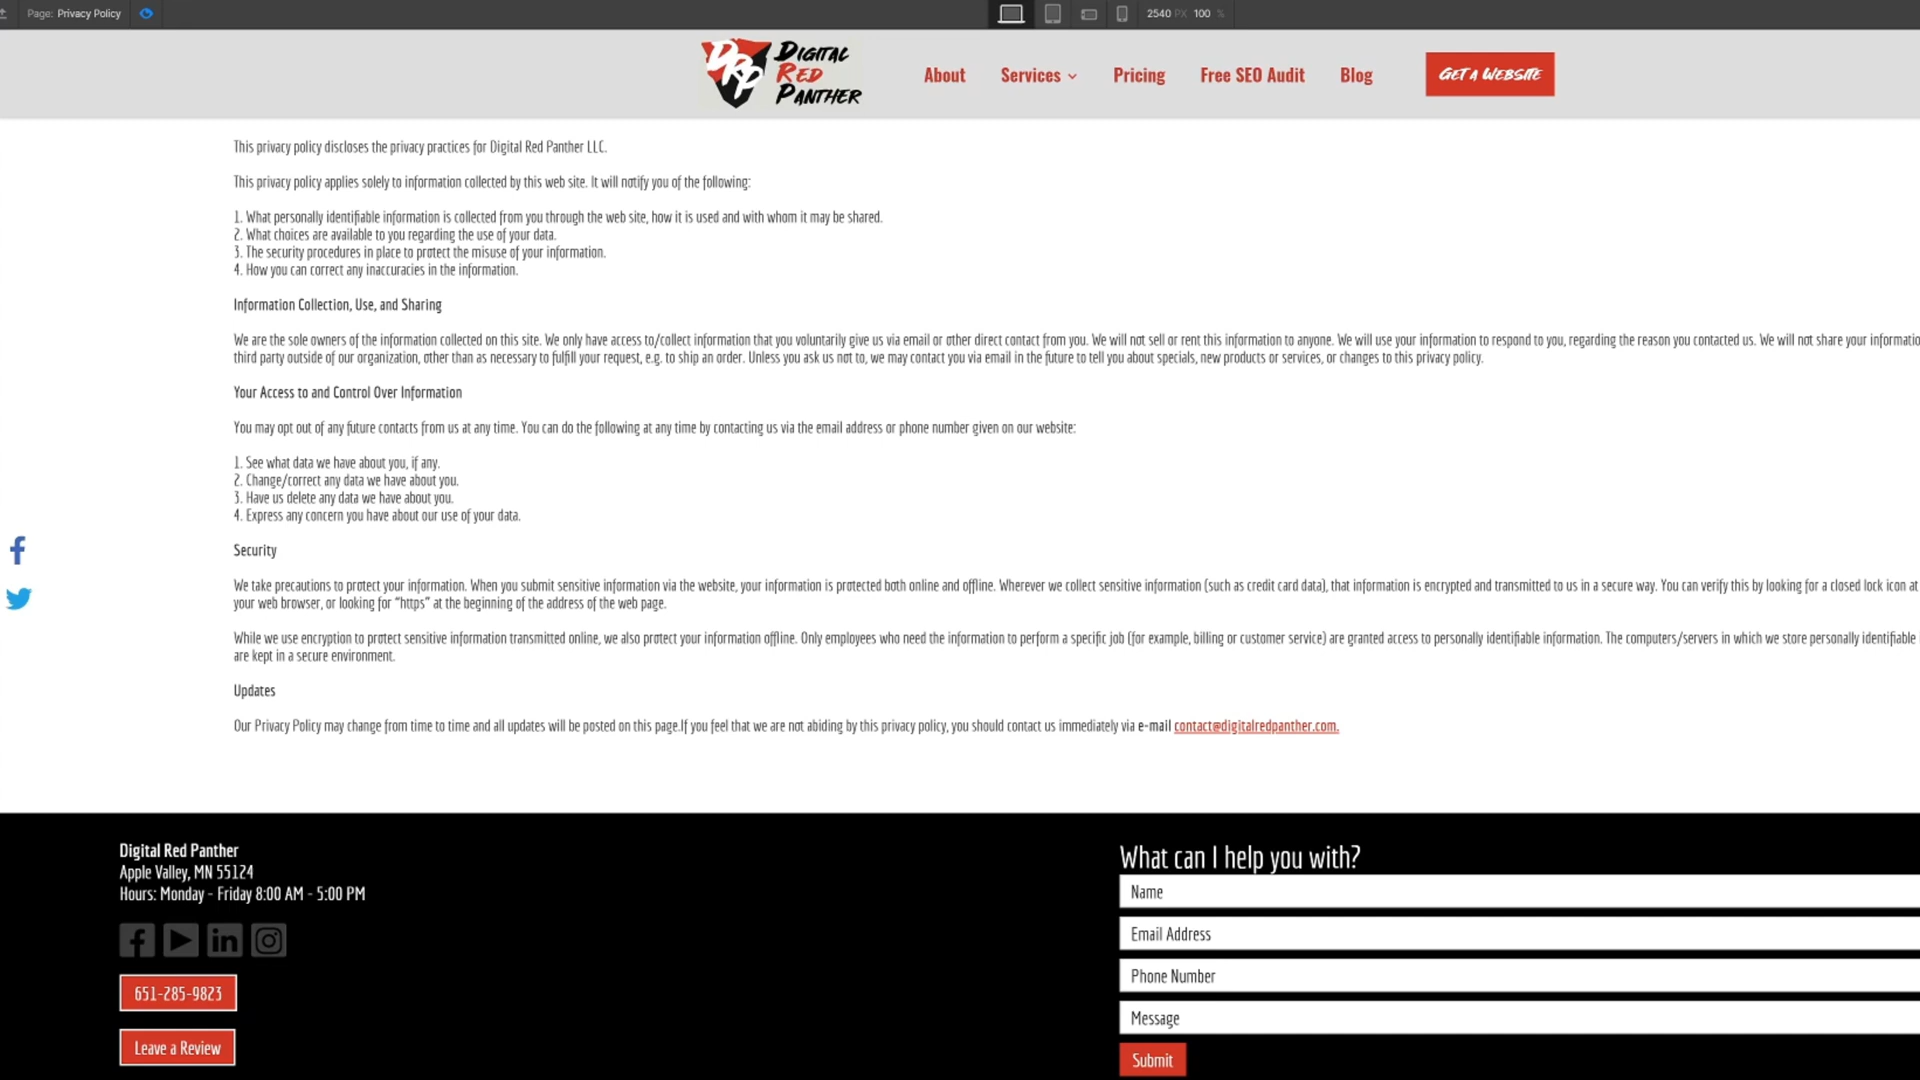 Page: Privacy Policy
2540 PX 100 %
DRP DIGITAL RED PANTHER
About Services Pricing Free SEO Audit Blog GET A WEBSITE
This privacy policy discloses the privacy practices for Digital Red Panther LLC.
This privacy policy applies solely to information collected by this web site. It will notify you of the following:
1. What personally identifiable information is collected from you through the web site, how it is used and with whom it may be shared.
2. What choices are available to you regarding the use of your data.
3. The security procedures in place to protect the misuse of your information.
4. How you can correct any inaccuracies in the information.
Information Collection, Use, and Sharing
We are the sole owners of the information collected on this site. We only have access to/collect information that you voluntarily give us via email or other direct contact from you. We will not sell or rent this information to anyone. We will use your information to respond to you, regarding the reason you contacted us. We will not share your informatio
third party outside of our organization, other than as necessary to fulfill your request, e.g. to ship an order. Unless you ask us not to, we may contact you via email in the future to tell you about specials, new products or services, or changes to this privacy policy.
Your Access to and Control Over Information
You may opt out of any future contacts from us at any time. You can do the following at any time by contacting us via the email address or phone number given on our website:
1. See what data we have about you, if any.
2. Change/correct any data we have about you.
3. Have us delete any data we have about you.
4. Express any concern you have about our use of your data.
Security
We take precautions to protect your information. When you submit sensitive information via the website, your information is protected both online and offline. Wherever we collect sensitive information (such as credit card data), that information is encrypted and transmitted to us in a secure way. You can verify this by looking for a closed lock icon at
your web browser, or looking for “https” at the beginning of the address of the web page.
While we use encryption to protect sensitive information transmitted online, we also protect your information offline. Only employees who need the information to perform a specific job (for example, billing or customer service) are granted access to personally identifiable information. The computers/servers in which we store personally identifiable
are kept in a secure environment.
Updates
Our Privacy Policy may change from time to time and all updates will be posted on this page.If you feel that we are not abiding by this privacy policy, you should contact us immediately via e-mail contact@digitalredpanther.com.
Digital Red Panther
Apple Valley, MN 55124
Hours: Monday - Friday 8:00 AM - 5:00 PM
651-285-9823
Leave a Review
What can I help you with?
Name
Email Address
Phone Number
Message
Submit